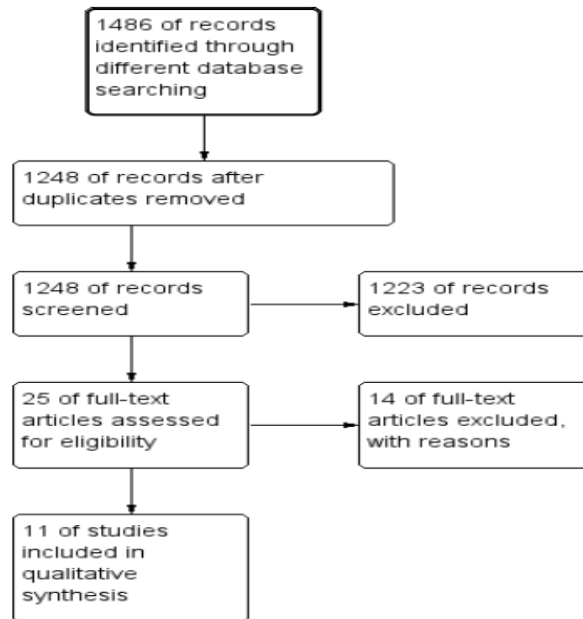 1486 of records
identified through
different database
searching
1248 of records after
duplicates removed
1248 of records
screened
1223 of records
excluded
25 of full-text
articles assessed
for eligibility
14 of full-text
articles excluded,
with reasons
11 of studies
included in
qualitative
synthesis